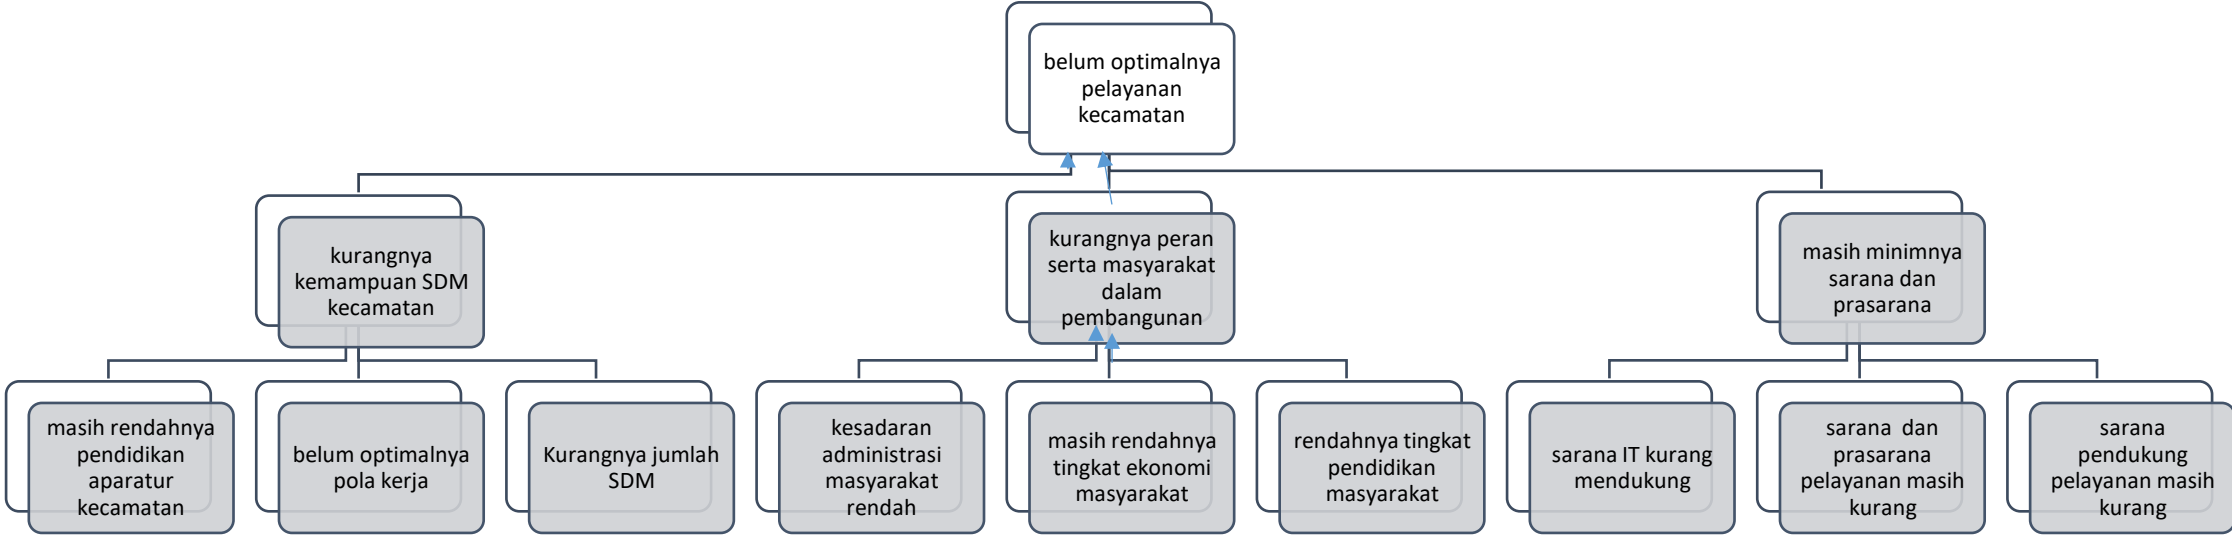 belum optimalnya
pelayanan
kecamatan
kurangnya
kemampuan SDM
kecamatan
kurangnya peran
serta masyarakat
dalam
pembangunan
masih minimnya
sarana dan
prasarana
masih rendahnya
pendidikan
aparatur
kecamatan
belum optimalnya
pola kerja
Kurangnya jumlah
SDM
kesadaran
administrasi
masyarakat
rendah
masih rendahnya
tingkat ekonomi
masyarakat
rendahnya tingkat
pendidikan
masyarakat
sarana IT kurang
mendukung
sarana dan
prasarana
pelayanan masih
kurang
sarana
pendukung
pelayanan masih
kurang